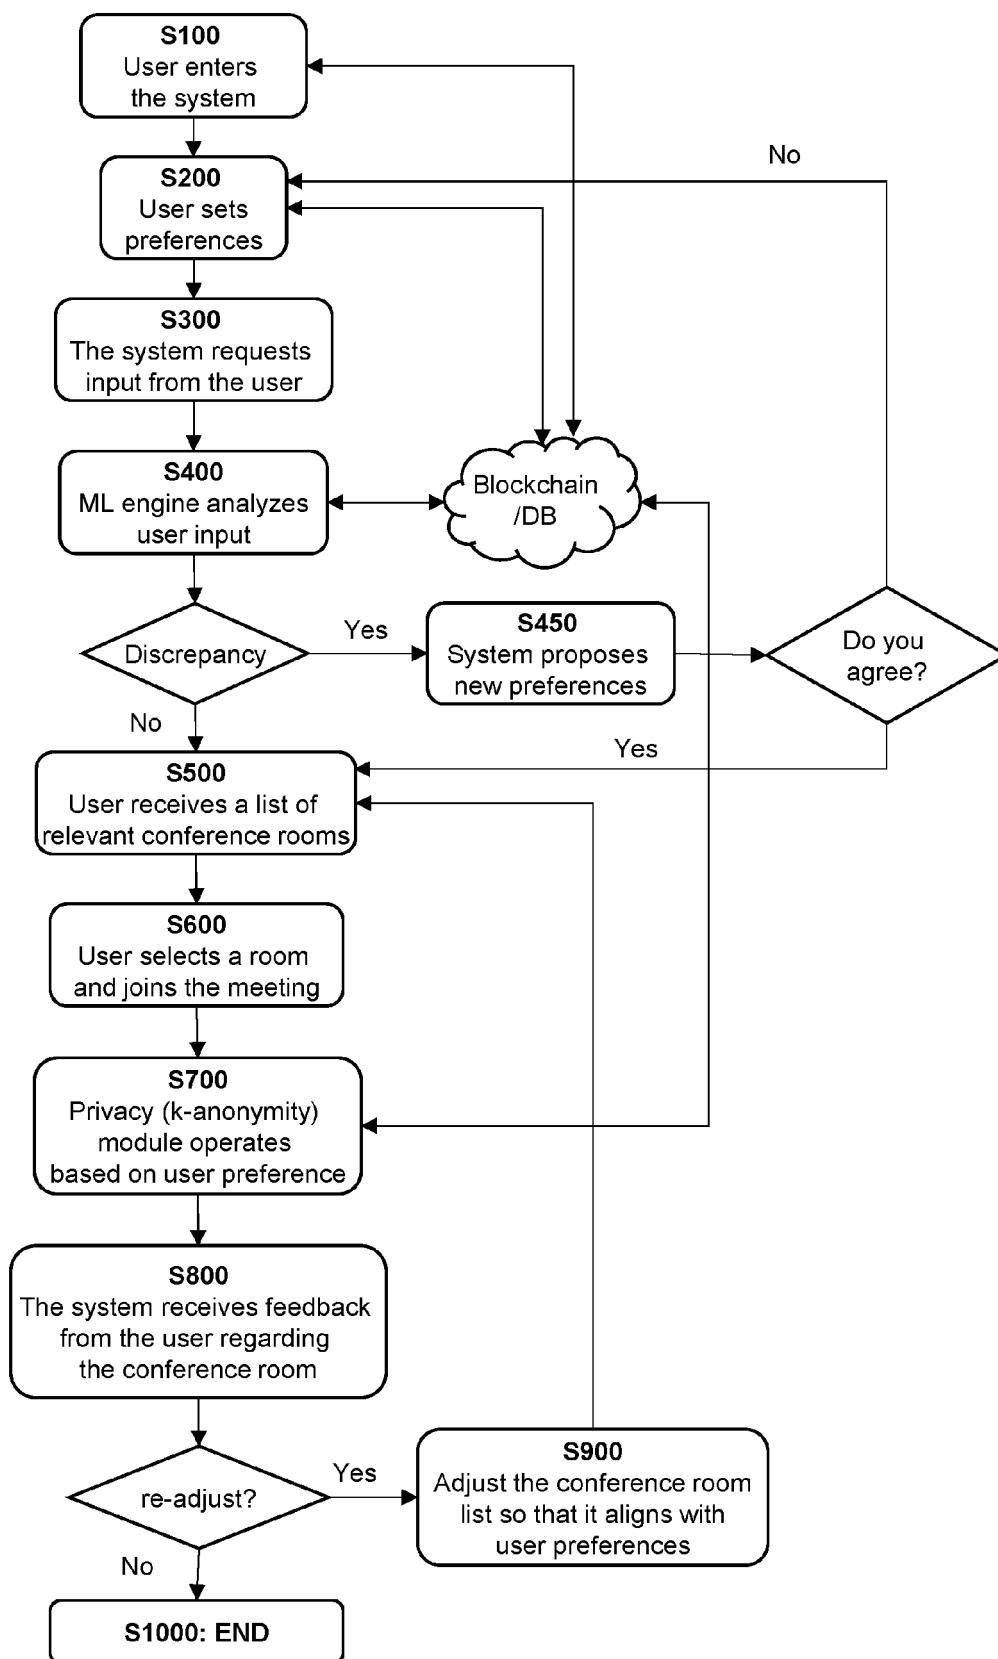 S100
User enters
the system
No
S200
User sets
preferences
S300
The system requests
input from the user
S400
ML engine analyzes
user input
Blockchain
/DB
Discrepancy
Yes
S450
System proposes
new preferences
Do you
agree?
No
Yes
S500
User receives a list of
relevant conference rooms
S600
User selects a room
and joins the meeting
S700
Privacy (k-anonymity)
module operates
based on user preference
S800
The system receives feedback
from the user regarding
the conference room
re-adjust?
Yes
S900
Adjust the conference room
list so that it aligns with
user preferences
No
S1000: END